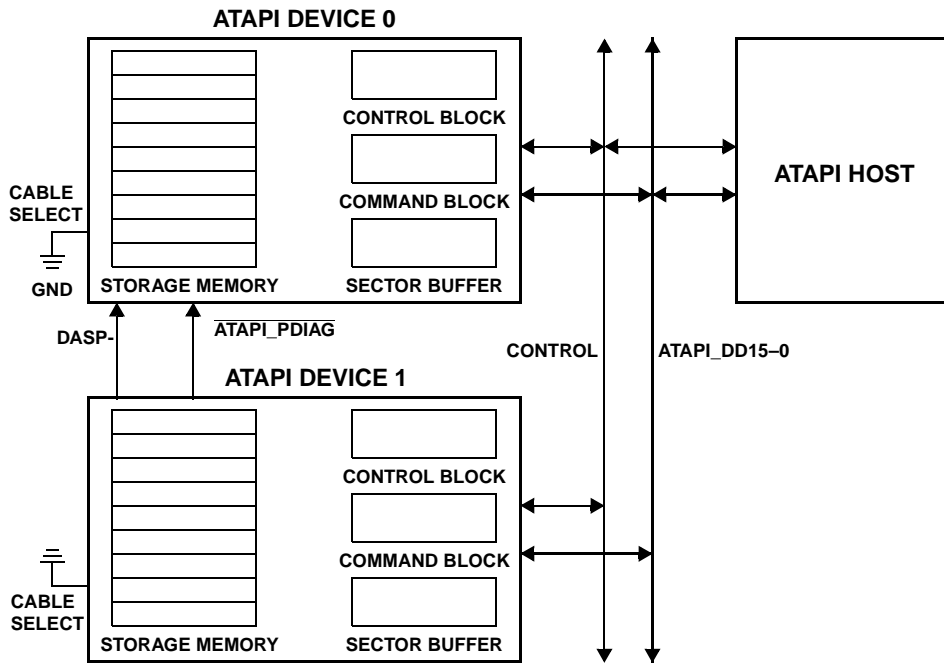 ATAPI DEVICE 0
CONTROL BLOCK
COMMAND BLOCK
ATAPI HOST
CABLE
SELECT
GND
STORAGE MEMORY
SECTOR BUFFER
DASP-
ATAPI_PDIAG
CONTROL
ATAPI_DD15–0
ATAPI DEVICE 1
CONTROL BLOCK
COMMAND BLOCK
CABLE
SELECT
STORAGE MEMORY
SECTOR BUFFER